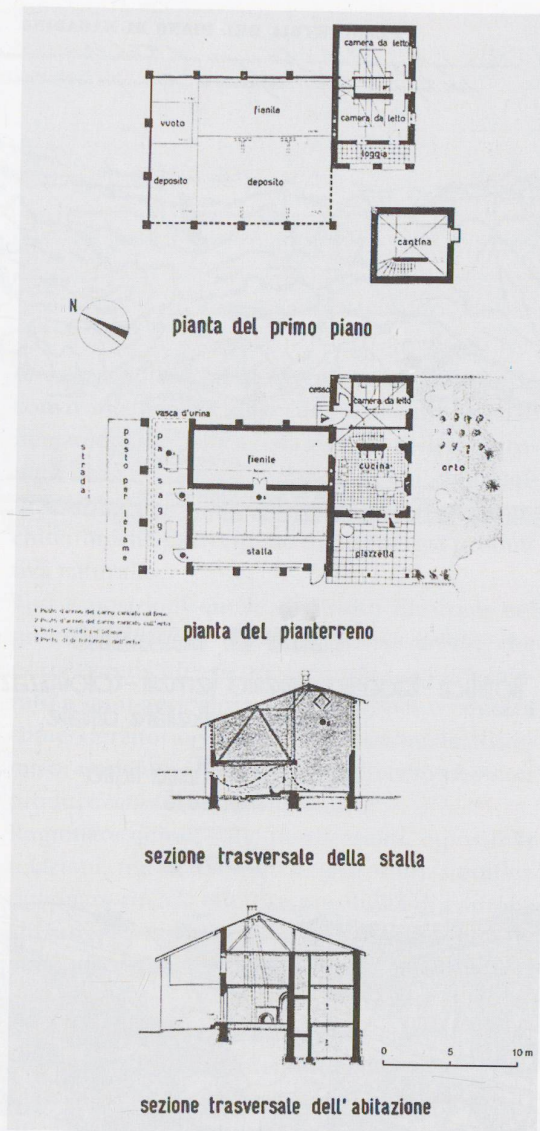 camera da letto
fienile
vuoto
camera da letto
loggia
deposito
deposito
cantina
N
pianta del primo piano
cesso
camera da letto
vasca d'urina
strada
posto per letame
passaggio
fienile
cucina
orto
stalla
piazzella
pianta del pianterreno
sezione trasversale della stalla
0 5 10 m
sezione trasversale dell'abitazione